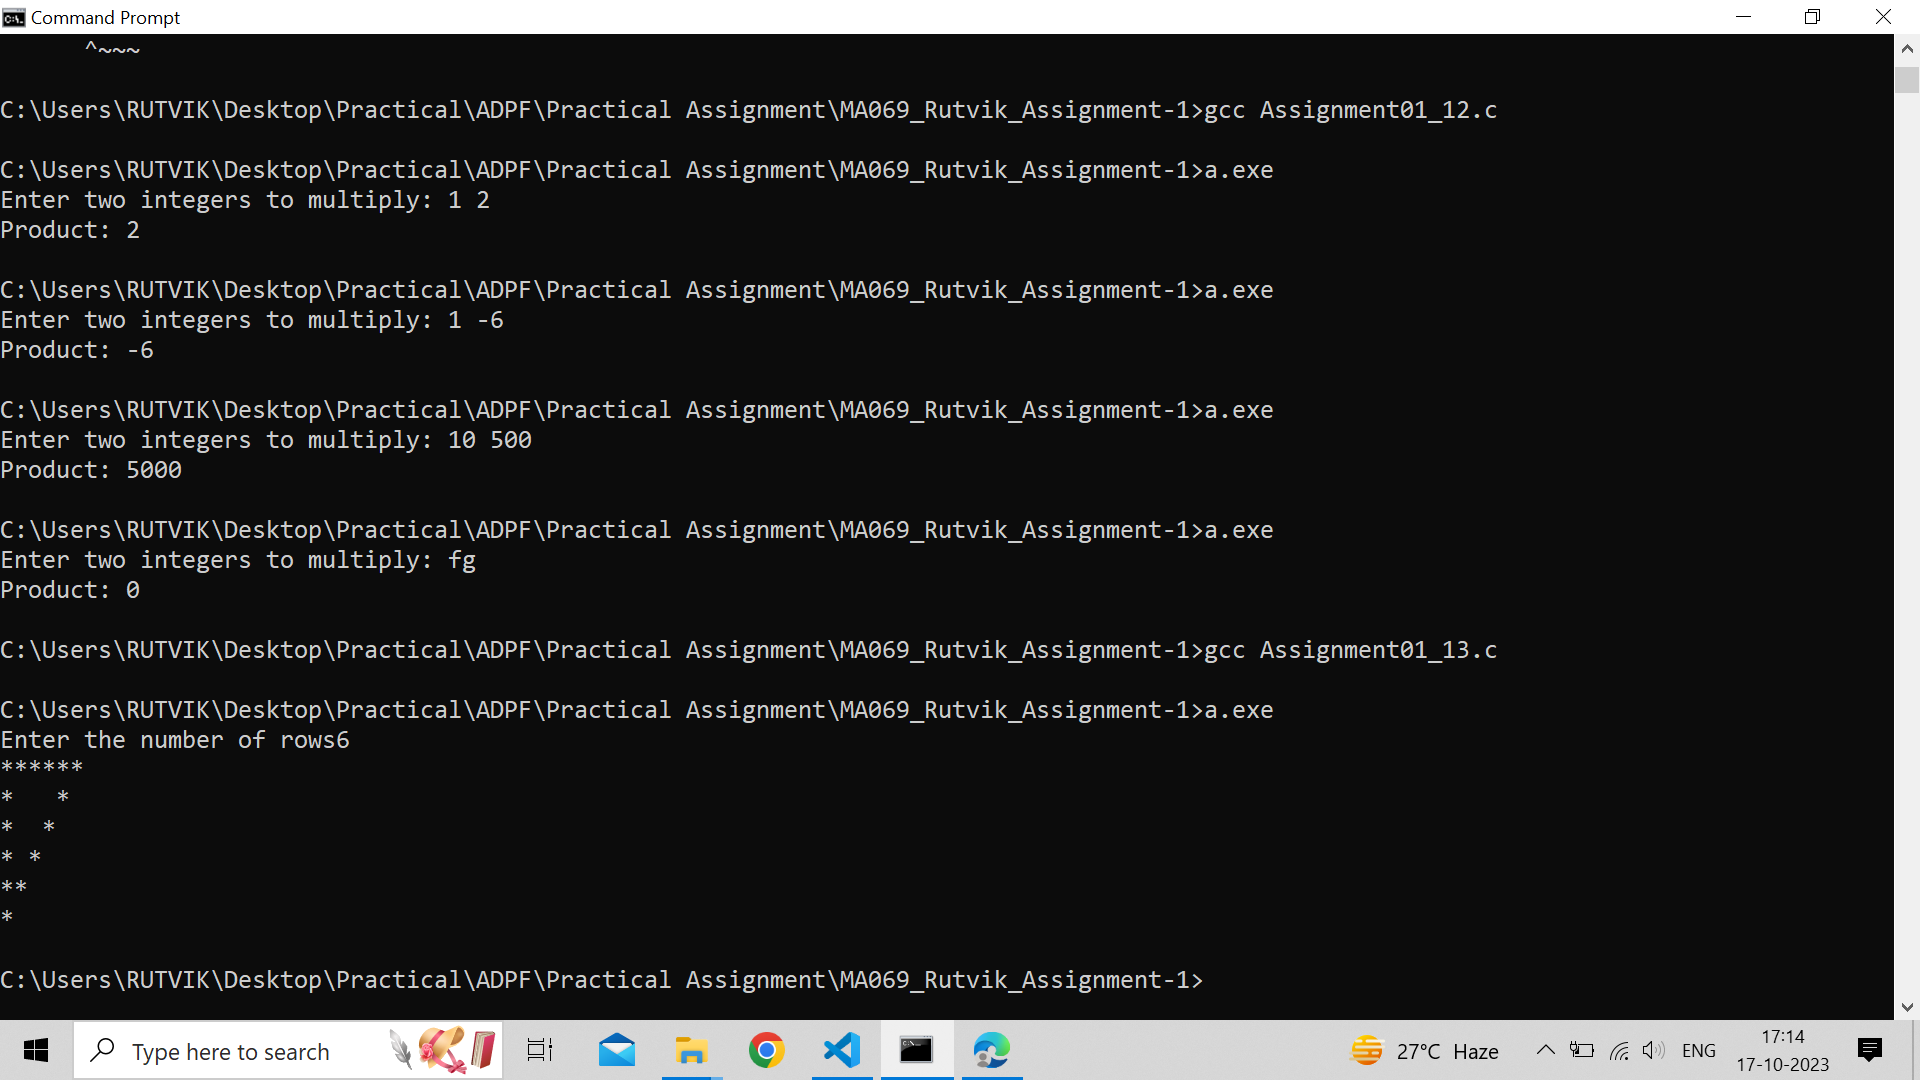 Command Prompt
^~~~
C:\Users\RUTVIK\Desktop\Practical\ADPF\Practical Assignment\MA069_Rutvik_Assignment-1>gcc Assignment01_12.c
C:\Users\RUTVIK\Desktop\Practical\ADPF\Practical Assignment\MA069_Rutvik_Assignment-1>a.exe
Enter two integers to multiply: 1 2
Product: 2
C:\Users\RUTVIK\Desktop\Practical\ADPF\Practical Assignment\MA069_Rutvik_Assignment-1>a.exe
Enter two integers to multiply: 1 -6
Product: -6
C:\Users\RUTVIK\Desktop\Practical\ADPF\Practical Assignment\MA069_Rutvik_Assignment-1>a.exe
Enter two integers to multiply: 10 500
Product: 5000
C:\Users\RUTVIK\Desktop\Practical\ADPF\Practical Assignment\MA069_Rutvik_Assignment-1>a.exe
Enter two integers to multiply: fg
Product: 0
C:\Users\RUTVIK\Desktop\Practical\ADPF\Practical Assignment\MA069_Rutvik_Assignment-1>gcc Assignment01_13.c
C:\Users\RUTVIK\Desktop\Practical\ADPF\Practical Assignment\MA069_Rutvik_Assignment-1>a.exe
Enter the number of rows6
******
*   *
*  *
* *
**
*
C:\Users\RUTVIK\Desktop\Practical\ADPF\Practical Assignment\MA069_Rutvik_Assignment-1>
Type here to search
27°C Haze
ENG
17:14
17-10-2023